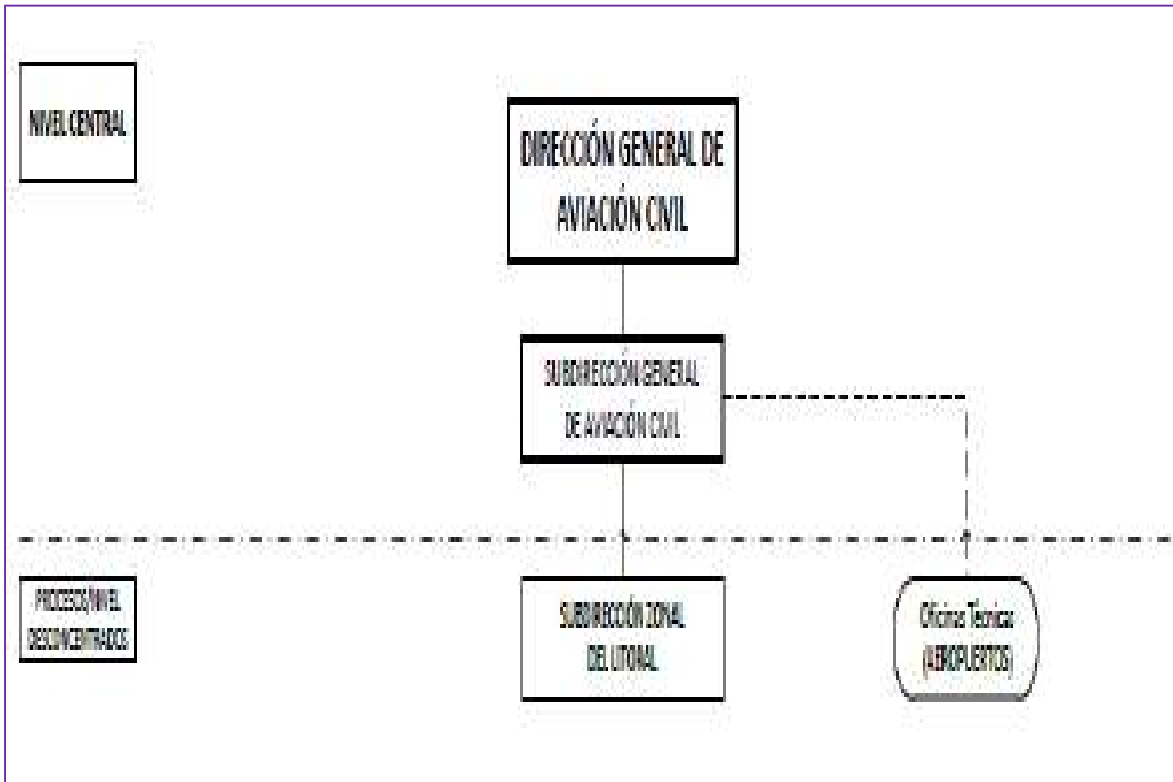 NIVEL CENTRAL
DIRECCIÓN GENERAL DE
AVIACIÓN CIVIL
SUBDIRECCIÓN GENERAL
DE AVIACIÓN CIVIL
PROCESOS/NIVEL
DESCONCENTRADOS
SUBDIRECCIÓN ZONAL
DEL LITORAL
Oficinas Técnicas
(AEROPUERTOS)